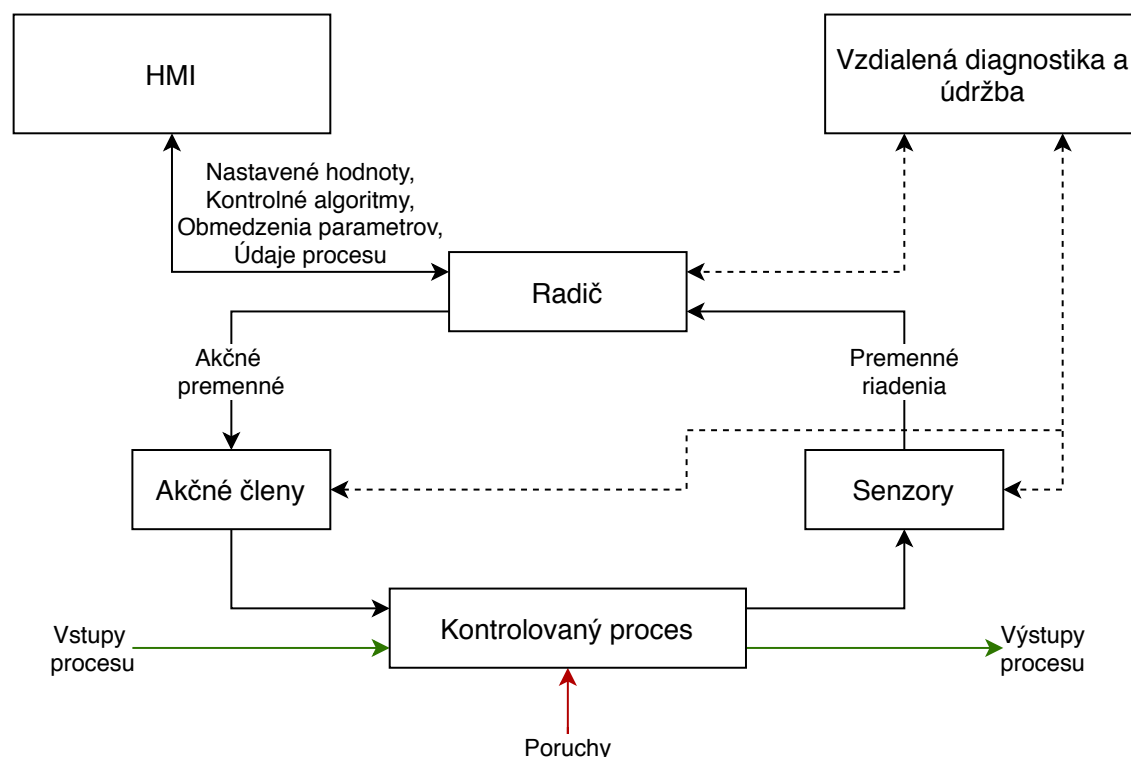 HMI
Vzdialená diagnostika a
údržba
Nastavené hodnoty,
Kontrolné algoritmy,
Obmedzenia parametrov,
Údaje procesu
Radič
Akčné
premenné
Premenné
riadenia
Akčné členy
Senzory
Kontrolovaný proces
Vstupy
procesu
Výstupy
procesu
Poruchy